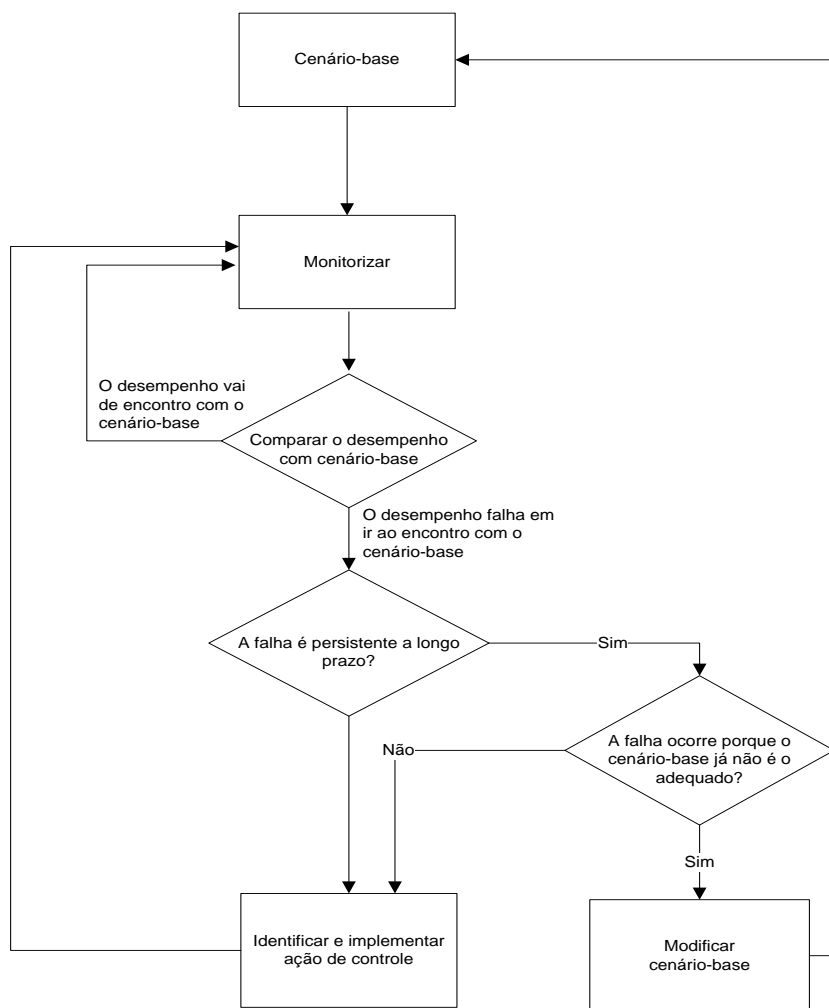 Cenário-base
Monitorizar
O desempenho vai
de encontro com o
cenário-base
Comparar o desempenho
com cenário-base
O desempenho falha em
ir ao encontro com o
cenário-base
A falha é persistente a longo
prazo?
Sim
A falha ocorre porque o
cenário-base já não é o
adequado?
Não
Sim
Identificar e implementar
ação de controle
Modificar
cenário-base